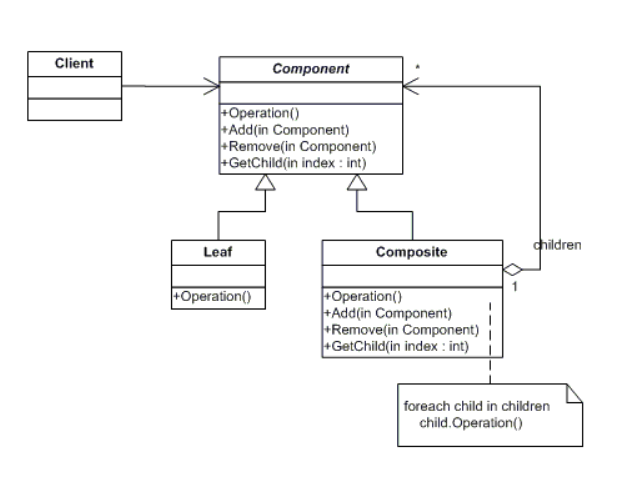 Client
Component
*
+Operation()
+Add(in Component)
+Remove(in Component)
+GetChild(in index : int)
children
Leaf
+Operation()
Composite
1
+Operation()
+Add(in Component)
+Remove(in Component)
+GetChild(in index : int)
foreach child in children
child.Operation()